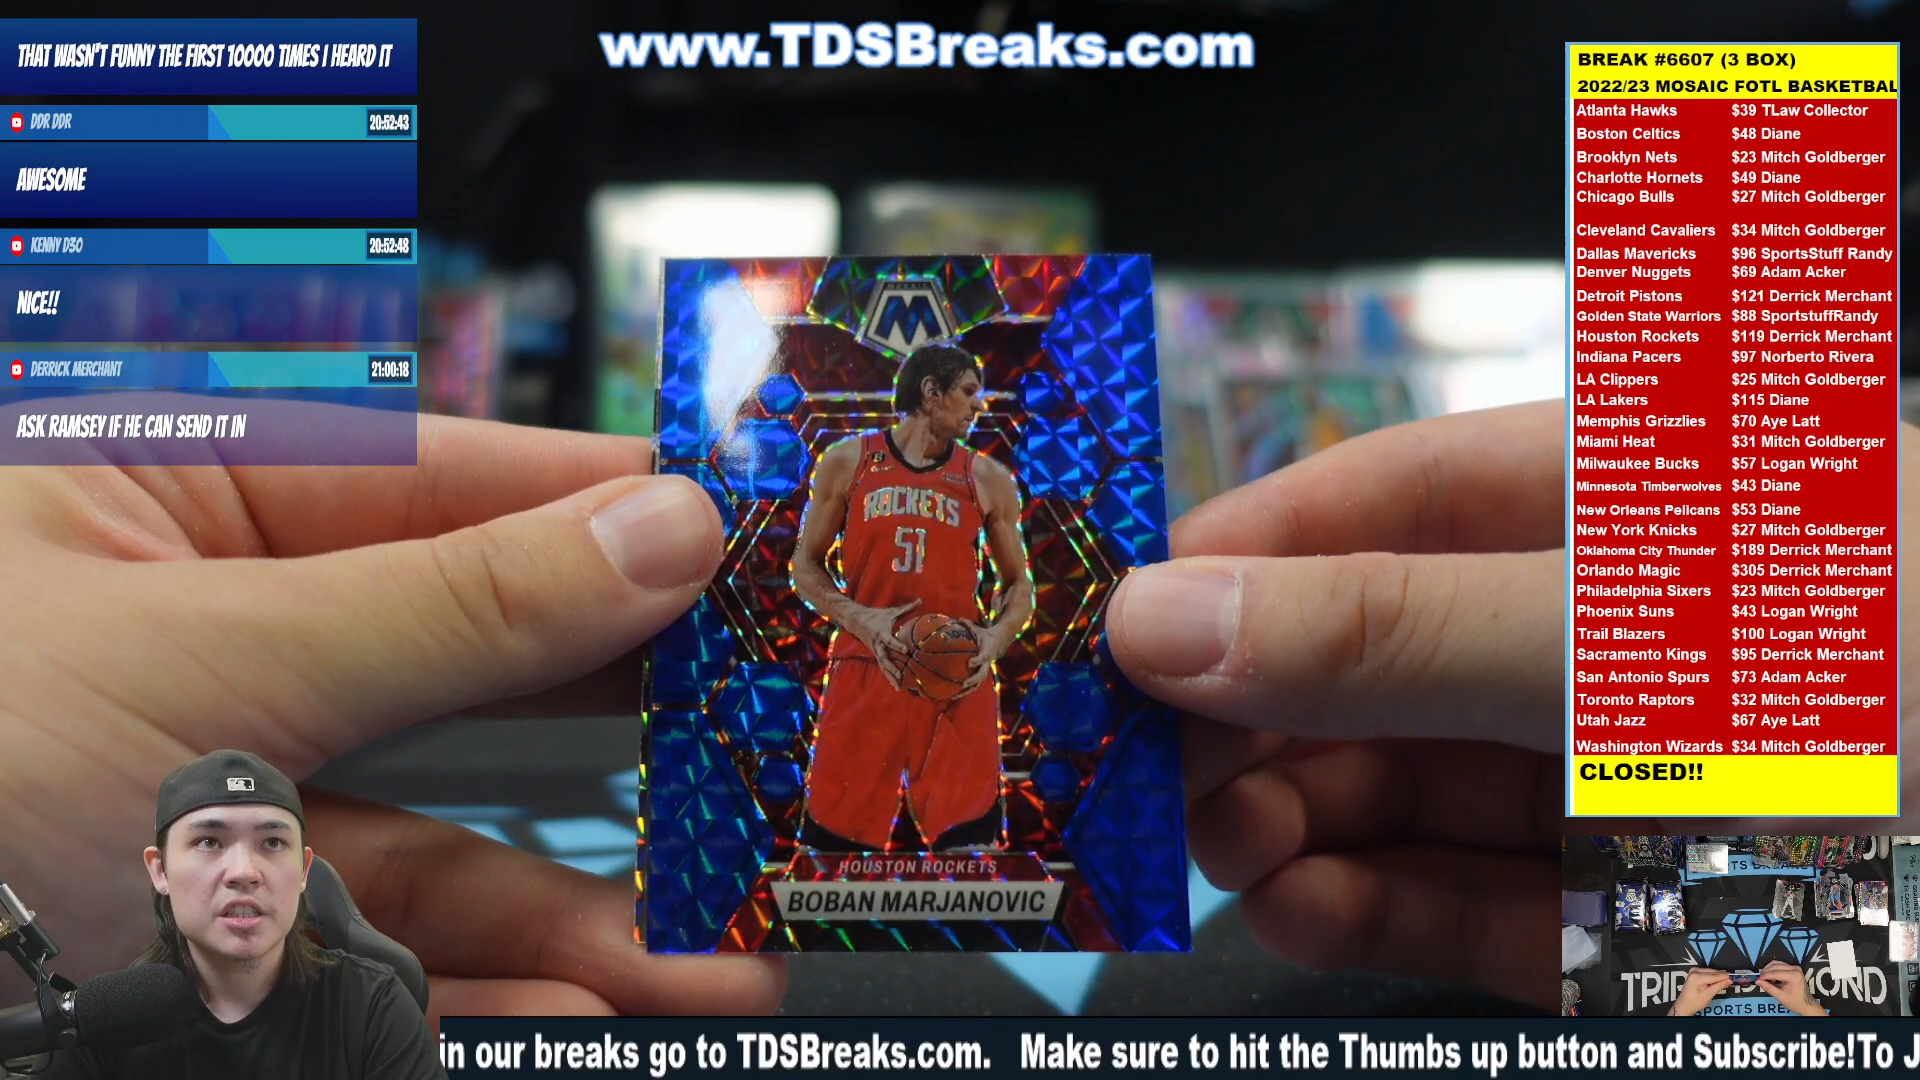 www.TDSBreaks.com
THAT WASN'T FUNNY THE FIRST 10000 TIMES I HEARD IT
DDR DDR 20:52:43
AWESOME
KENNY D30 20:52:48
NICE!!
DERRICK MERCHANT 21:00:18
ASK RAMSEY IF HE CAN SEND IT IN
MOSAIC
M
ROCKETS
51
HOUSTON ROCKETS
BOBAN MARJANOVIC
BREAK #6607 (3 BOX)
2022/23 MOSAIC FOTL BASKETBAL
Atlanta Hawks $39 TLaw Collector
Boston Celtics $48 Diane
Brooklyn Nets $23 Mitch Goldberger
Charlotte Hornets $49 Diane
Chicago Bulls $27 Mitch Goldberger
Cleveland Cavaliers $34 Mitch Goldberger
Dallas Mavericks $96 SportsStuff Randy
Denver Nuggets $69 Adam Acker
Detroit Pistons $121 Derrick Merchant
Golden State Warriors $88 SportstuffRandy
Houston Rockets $119 Derrick Merchant
Indiana Pacers $97 Norberto Rivera
LA Clippers $25 Mitch Goldberger
LA Lakers $115 Diane
Memphis Grizzlies $70 Aye Latt
Miami Heat $31 Mitch Goldberger
Milwaukee Bucks $57 Logan Wright
Minnesota Timberwolves $43 Diane
New Orleans Pelicans $53 Diane
New York Knicks $27 Mitch Goldberger
Oklahoma City Thunder $189 Derrick Merchant
Orlando Magic $305 Derrick Merchant
Philadelphia Sixers $23 Mitch Goldberger
Phoenix Suns $43 Logan Wright
Trail Blazers $100 Logan Wright
Sacramento Kings $95 Derrick Merchant
San Antonio Spurs $73 Adam Acker
Toronto Raptors $32 Mitch Goldberger
Utah Jazz $67 Aye Latt
Washington Wizards $34 Mitch Goldberger
CLOSED!!
in our breaks go to TDSBreaks.com. Make sure to hit the Thumbs up button and Subscribe!To J